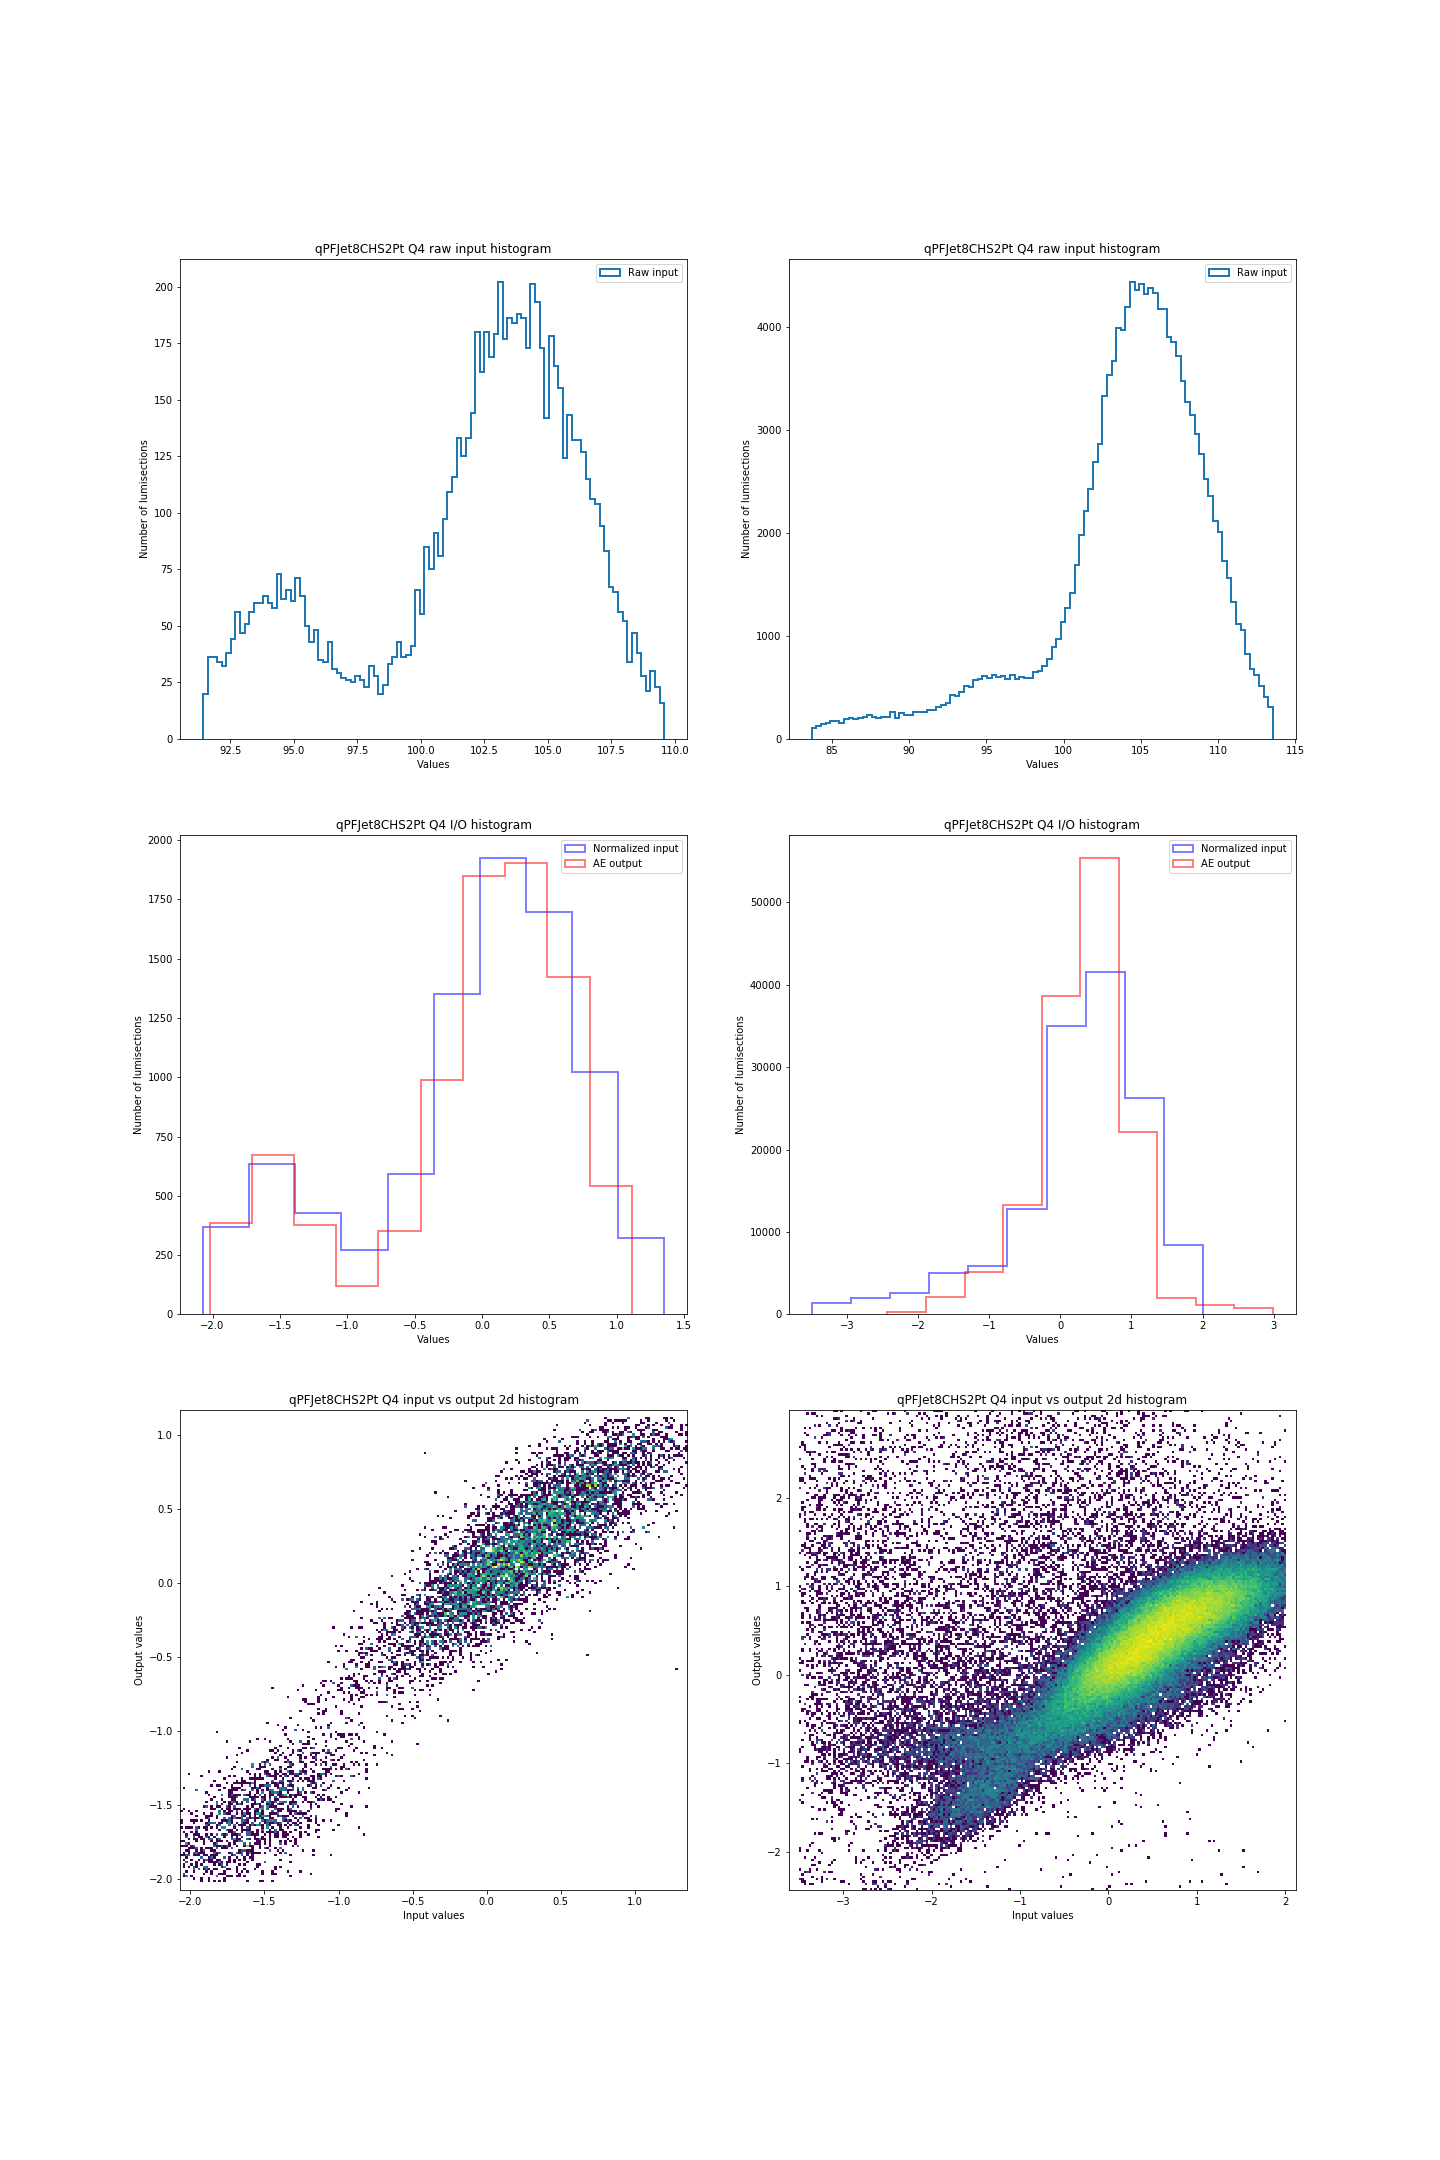 qPFJet8CHS2Pt Q4 raw input histogram
Raw input
200
175
150
125
100
75
50
25
0
Number of lumisections
92.5 95.0 97.5 100.0 102.5 105.0 107.5 110.0
Values
qPFJet8CHS2Pt Q4 raw input histogram
Raw input
4000
3000
2000
1000
0
Number of lumisections
85 90 95 100 105 110 115
Values
qPFJet8CHS2Pt Q4 I/O histogram
Normalized input
AE output
2000
1750
1500
1250
1000
750
500
250
0
Number of lumisections
−2.0 −1.5 −1.0 −0.5 0.0 0.5 1.0 1.5
Values
qPFJet8CHS2Pt Q4 I/O histogram
Normalized input
AE output
50000
40000
30000
20000
10000
0
Number of lumisections
−3 −2 −1 0 1 2 3
Values
qPFJet8CHS2Pt Q4 input vs output 2d histogram
1.0
0.5
0.0
−0.5
−1.0
−1.5
−2.0
Output values
−2.0 −1.5 −1.0 −0.5 0.0 0.5 1.0
Input values
qPFJet8CHS2Pt Q4 input vs output 2d histogram
2
1
0
−1
−2
Output values
−3 −2 −1 0 1 2
Input values